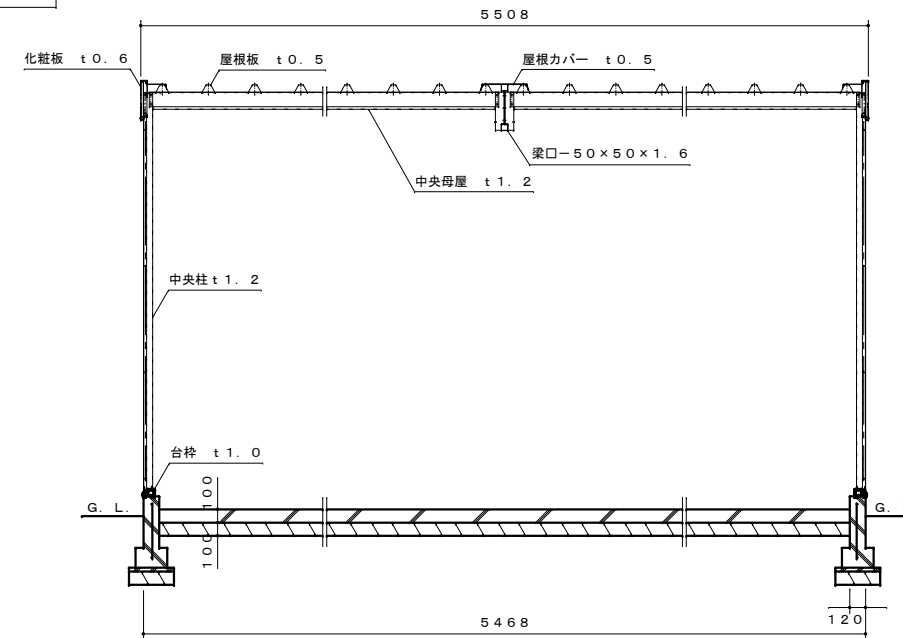 ５５０８
化粧板　ｔ０．６
屋根板　ｔ０．５
屋根カバー　ｔ０．５
梁口－５０×５０×１．６
中央母屋　ｔ１．２
中央柱ｔ１．２
台枠　ｔ１．０
１００
Ｇ．Ｌ．
Ｇ．
１００
１２０
５４６８